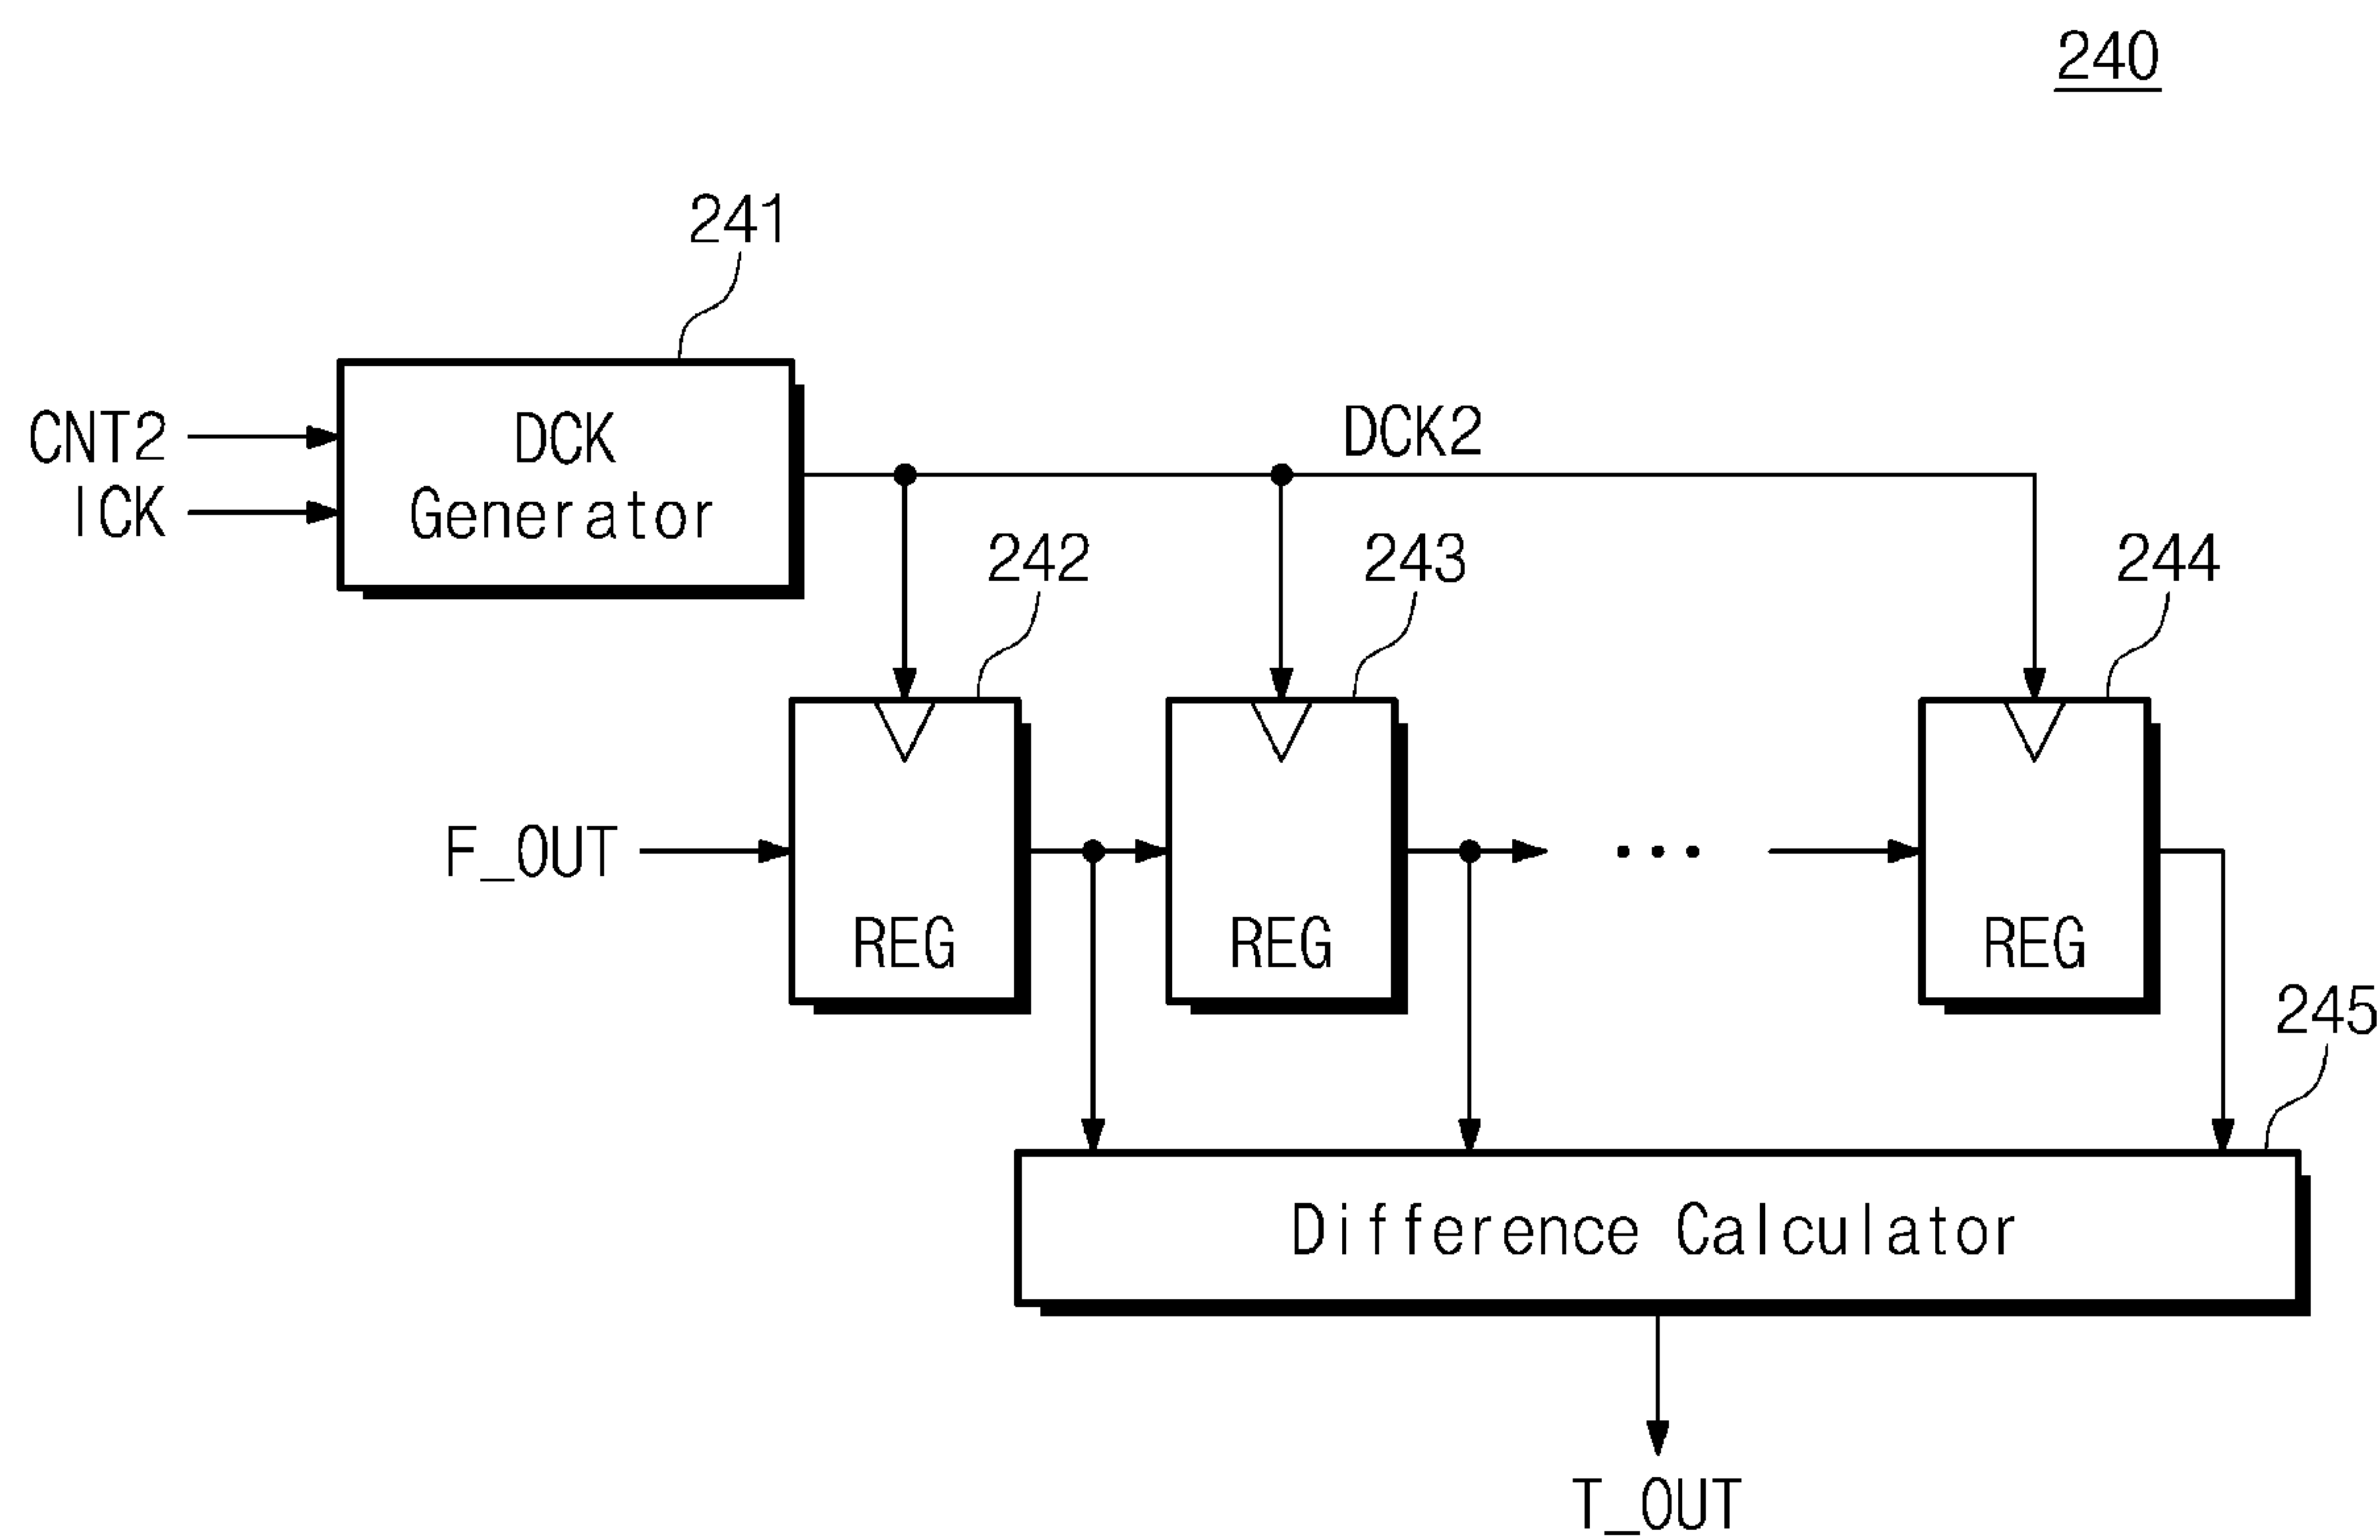 240
241
CNT2
ICK
DCK
Generator
DCK2
242
243
244
F_OUT
REG
REG
...
REG
245
Difference Calculator
T_OUT